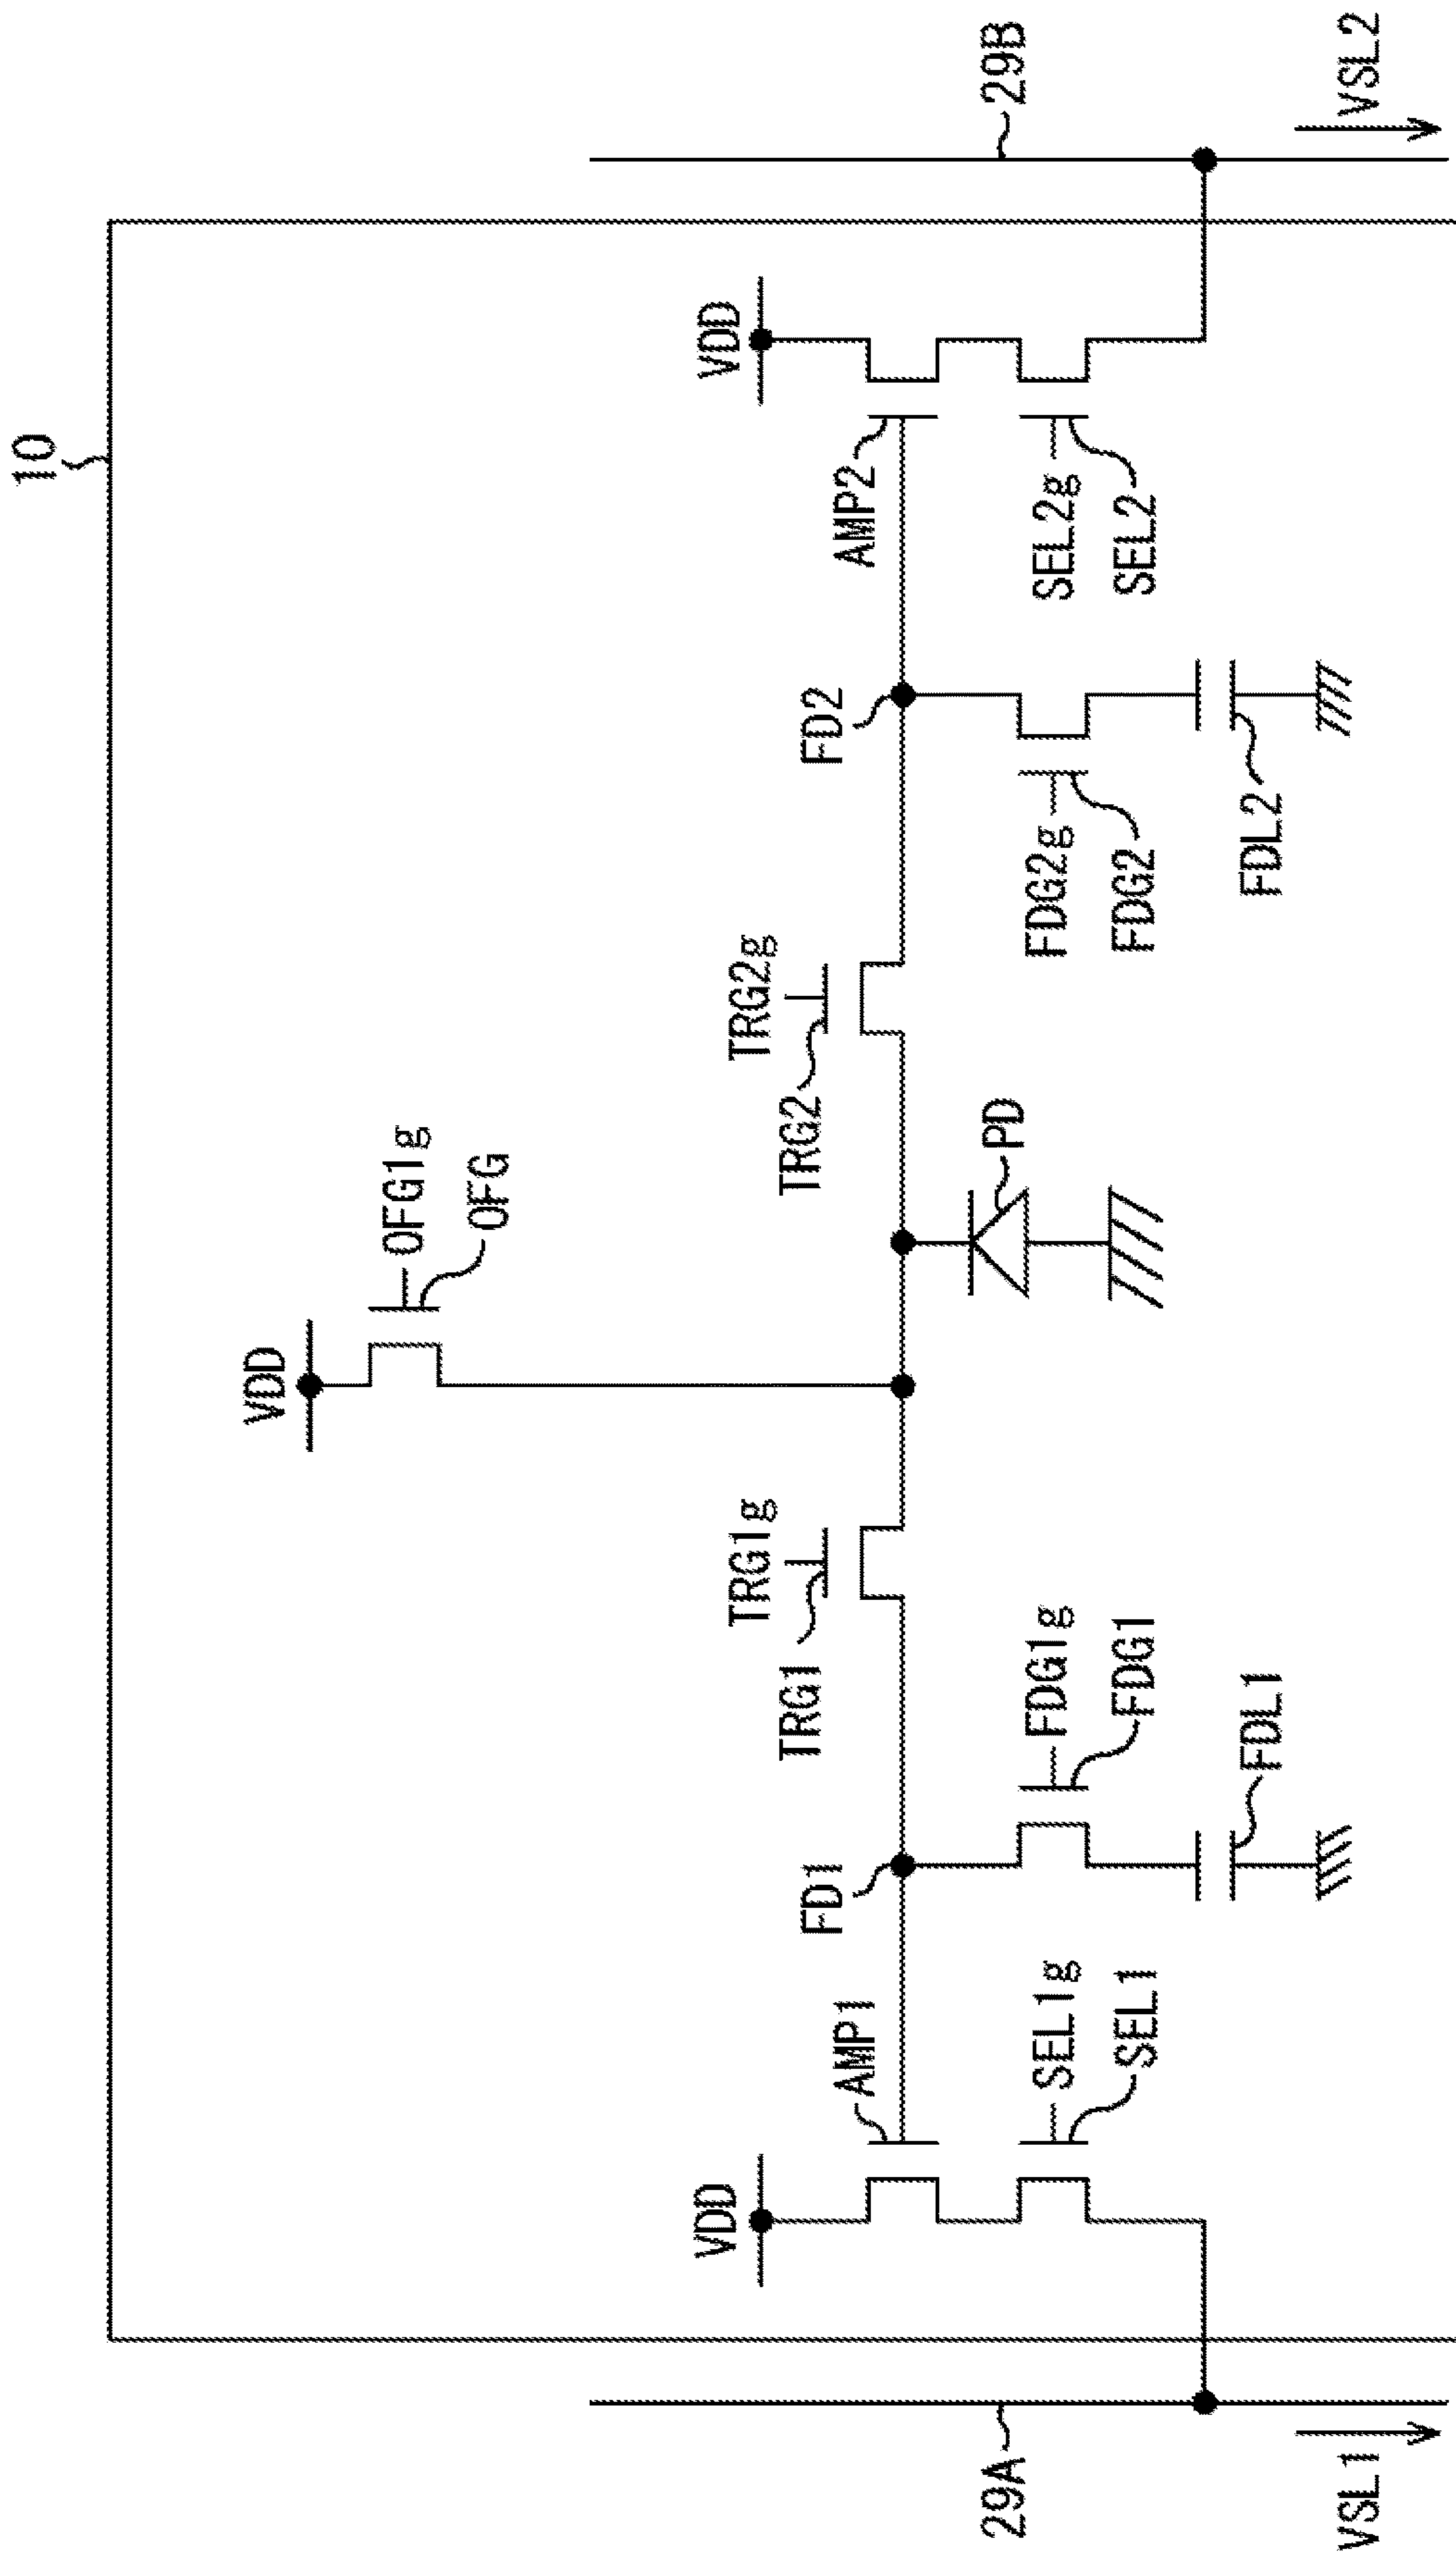 10
VDD
OFG1g
OFG
TRG1g
TRG1
TRG2g
TRG2
VDD
AMP1
FD1
FD2
AMP2
VDD
29A
SEL1g
SEL1
FDG1g
FDG1
PD
FDG2g
FDG2
SEL2g
SEL2
29B
FDL1
FDL2
VSL1
VSL2